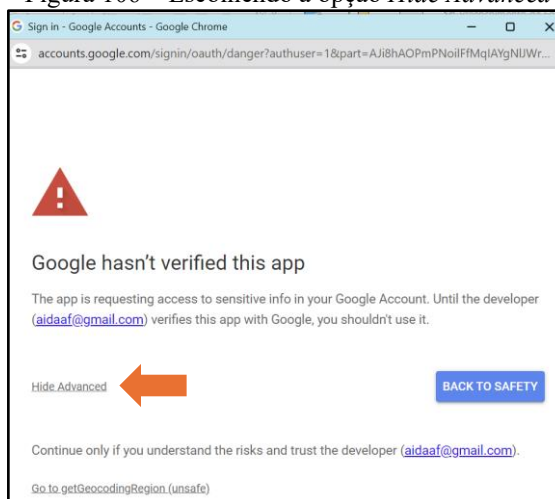 Figura 106 – Escolhendo a opção Hide Advanced
Sign in - Google Accounts - Google Chrome
accounts.google.com/signin/oauth/danger?authuser=1&part=AJi8hAOPmPNoilFfMqIAYgNlJWr...
Google hasn't verified this app
The app is requesting access to sensitive info in your Google Account. Until the developer
(aidaaf@gmail.com) verifies this app with Google, you shouldn't use it.
Hide Advanced
BACK TO SAFETY
Continue only if you understand the risks and trust the developer (aidaaf@gmail.com).
Go to getGeocodingRegion (unsafe)